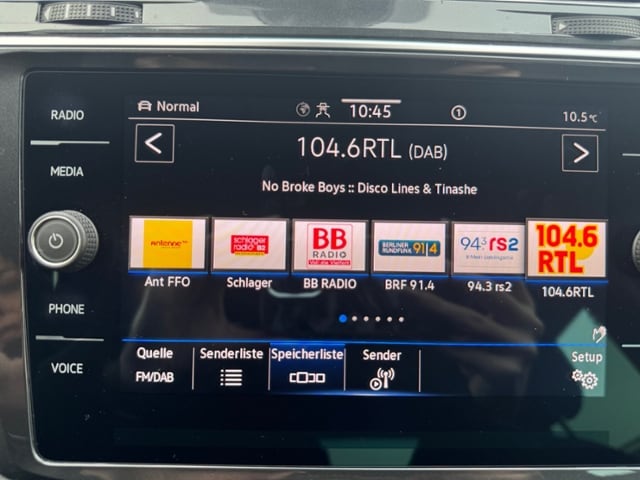 RADIO
MEDIA
PHONE
VOICE
Normal
10:45
1
10.5°C
104.6RTL (DAB)
No Broke Boys :: Disco Lines & Tinashe
Antenne
schlager radio B2
BB
RADIO
BERLINER RUNDFUNK 91|4
94.3 rs2
104.6
RTL
Ant FFO
Schlager
BB RADIO
BRF 91.4
94.3 rs2
104.6RTL
Quelle
FM/DAB
Senderliste
Speicherliste
Sender
Setup